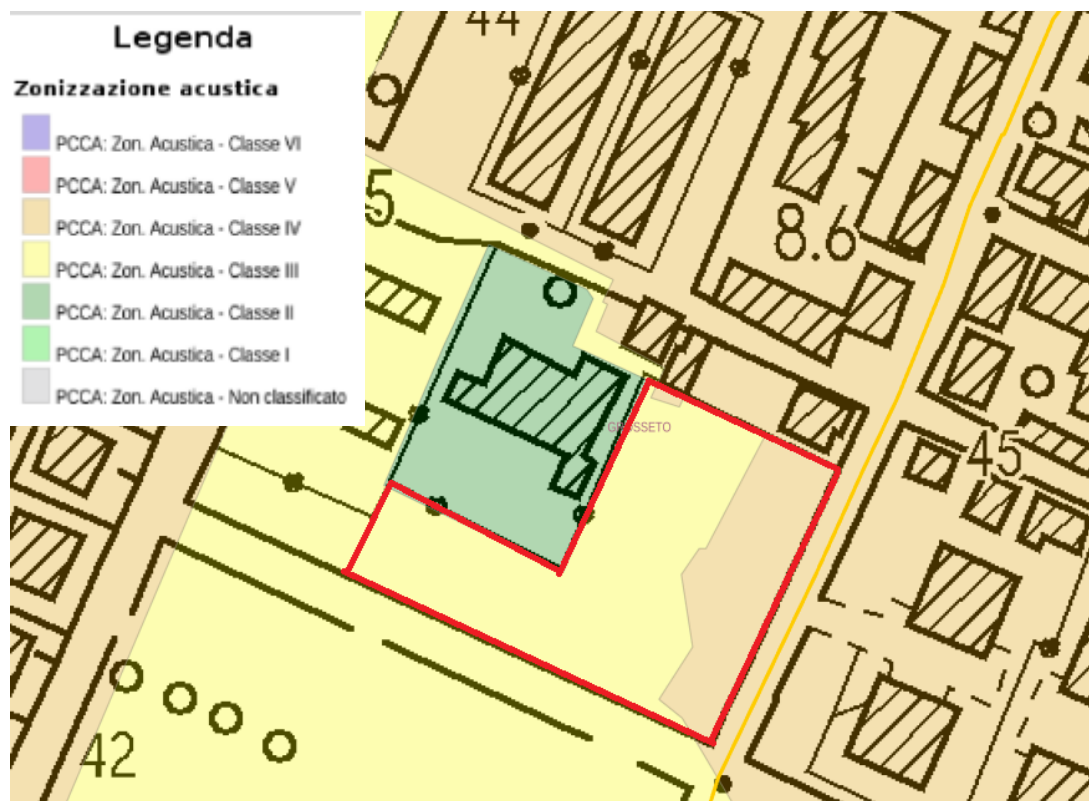 Legenda
Zonizzazione acustica
PCCA: Zon. Acustica - Classe VI
PCCA: Zon. Acustica - Classe V
PCCA: Zon. Acustica - Classe IV
PCCA: Zon. Acustica - Classe III
PCCA: Zon. Acustica - Classe II
PCCA: Zon. Acustica - Classe I
PCCA: Zon. Acustica - Non classificato
44
5
8.6
GROSSETO
45
42